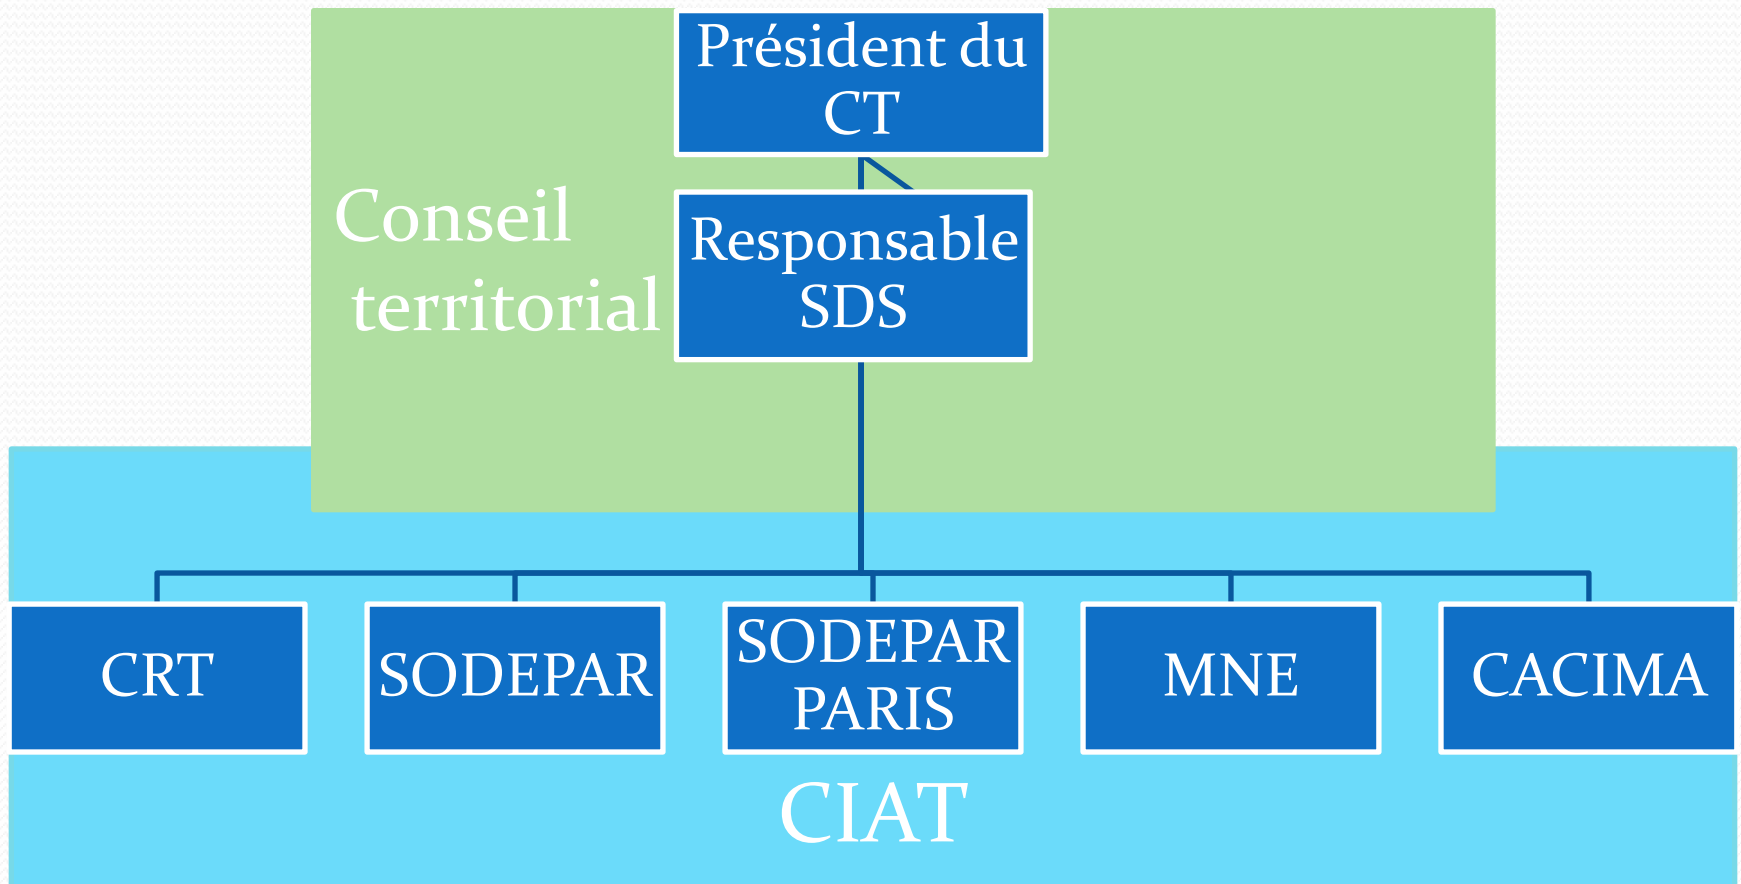 Président du
CT
Conseil
territorial
Responsable
SDS
CRT
SODEPAR
SODEPAR
PARIS
MNE
CACIMA
CIAT